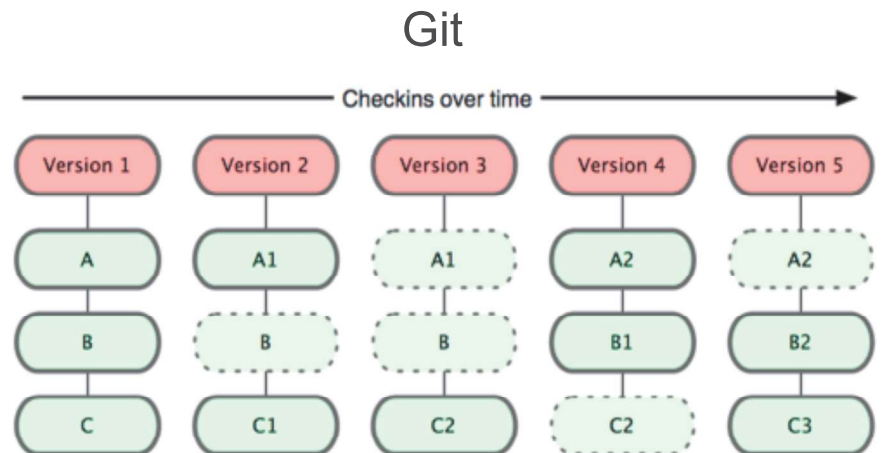 Git
Checkins over time
Version 1 Version 2 Version 3 Version 4 Version 5
A A1 A1 A2 A2
B B B B1 B2
C C1 C2 C2 C3